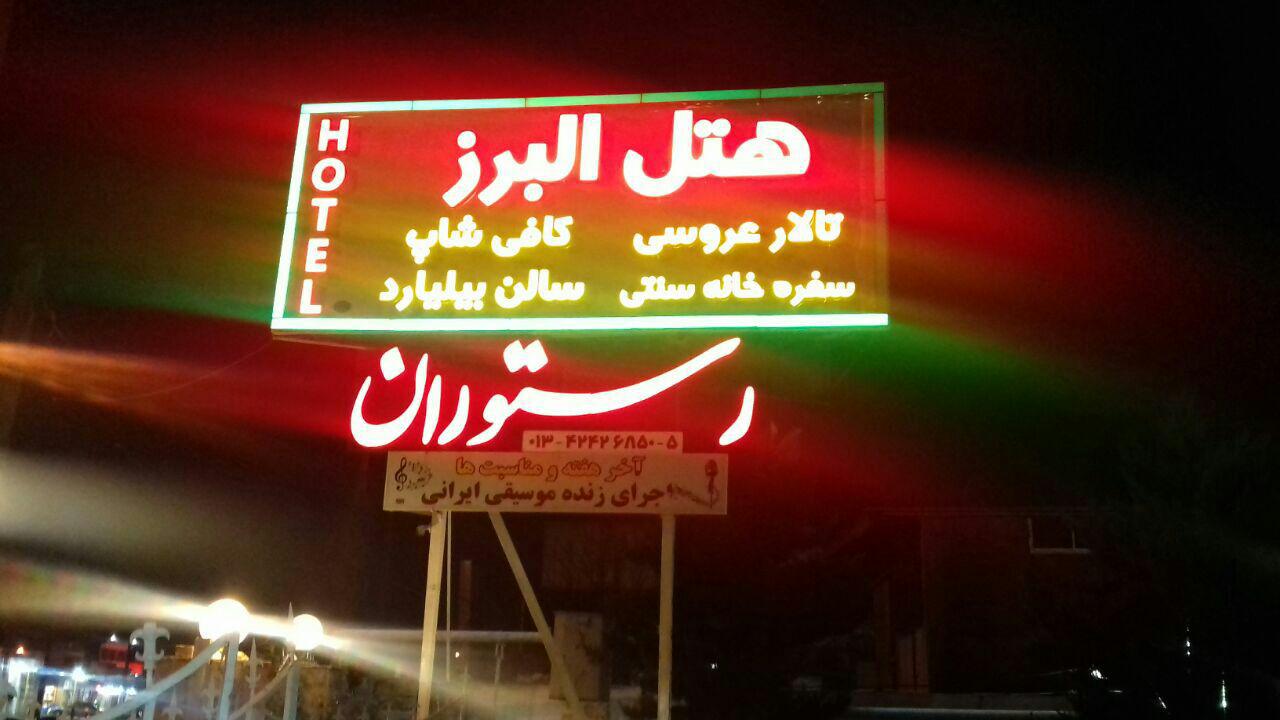 HOTEL
هتل البرز
تالار عروسی کافی شاپ
سفره خانه سنتی سالن بیلیارد
رستوران
۰۱۳-۴۲۴۲۶۸۵۰-۵
آخر هفته و مناسبت ها
اجرای زنده موسیقی ایرانی